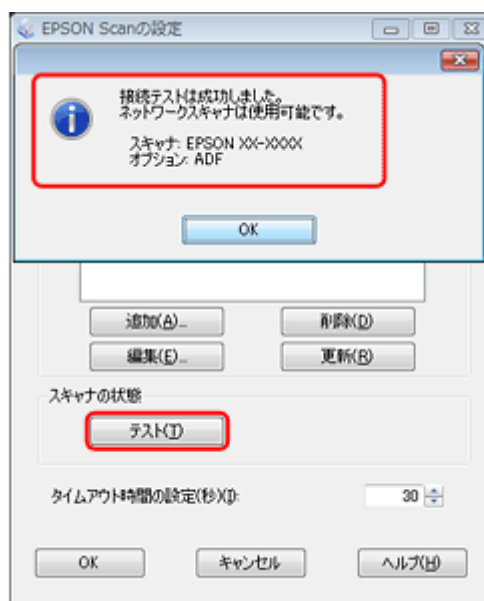 EPSON Scanの設定
接続テストは成功しました。
ネットワークスキャナは使用可能です。
スキャナ: EPSON XX-XXXX
オプション: ADF
OK
追加(A)...
削除(D)
編集(E)...
更新(R)
スキャナの状態
テスト(T)
タイムアウト時間の設定(秒)(I):
30
OK
キャンセル
ヘルプ(H)